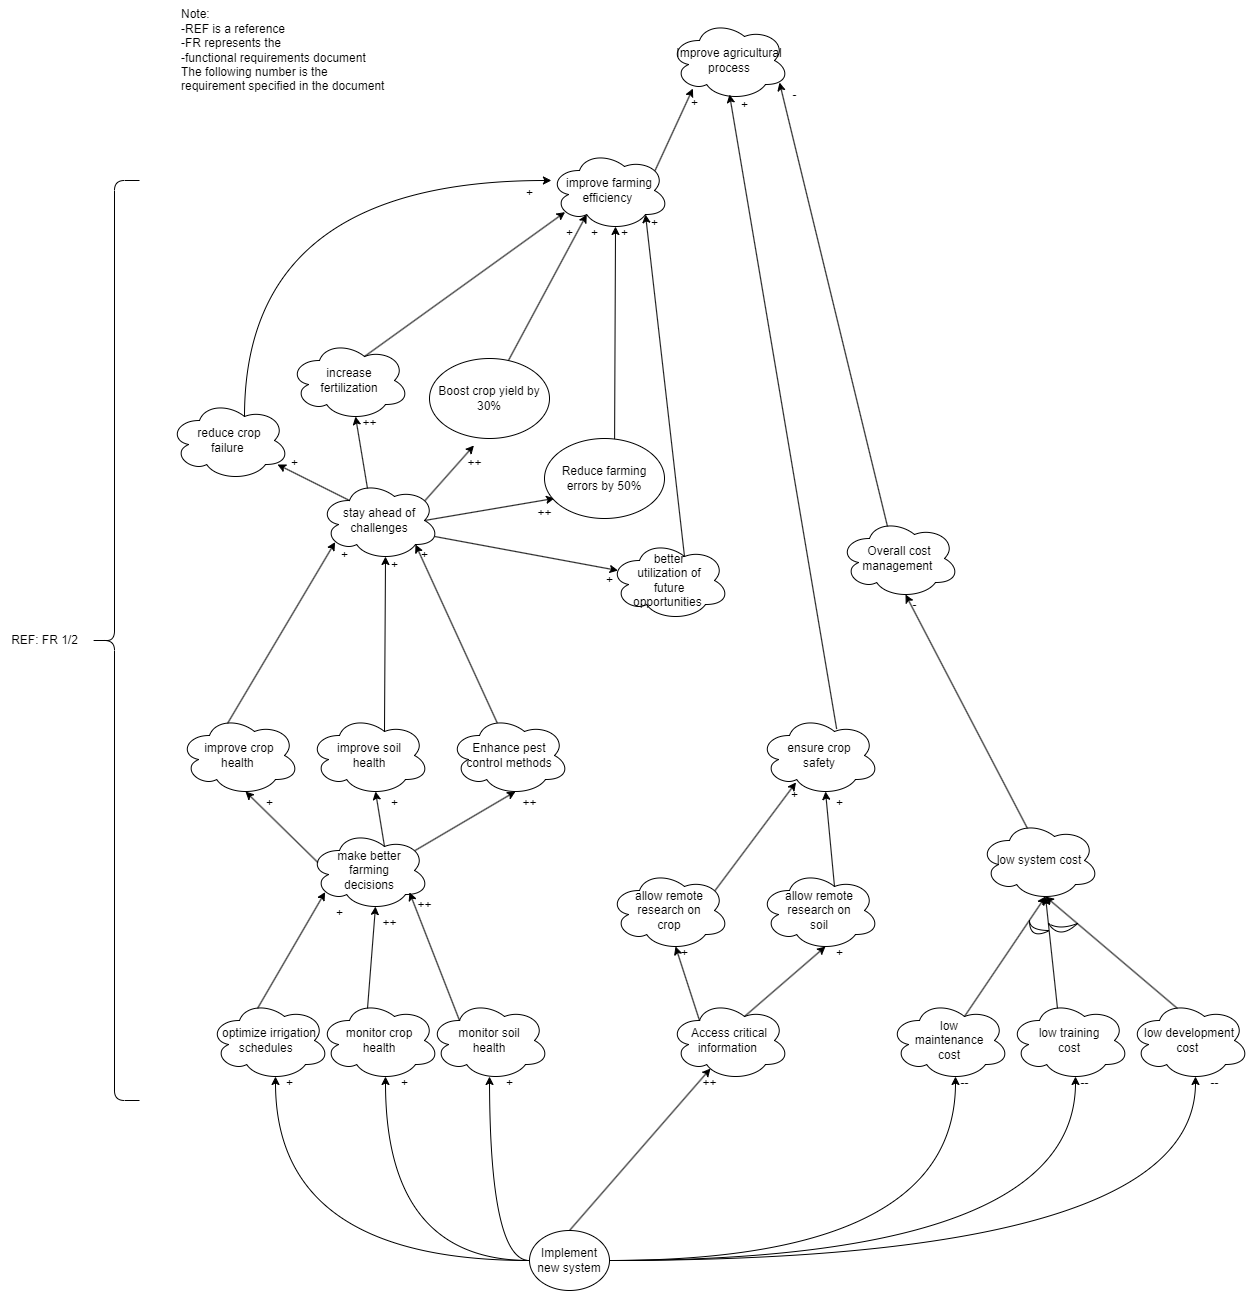 Note:
-REF is a reference
-FR represents the
-functional requirements document
The following number is the
requirement specified in the document
improve agricultural
process
+
+
-
improve farming
efficiency
+
+
+
+
+
increase
fertilization
++
Boost crop yield by
30%
++
reduce crop
failure
+
Reduce farming
errors by 50%
++
stay ahead of
challenges
+
+
+
better
utilization of
future
opportunities
+
Overall cost
management
-
REF: FR 1/2
improve crop
health
+
improve soil
health
+
Enhance pest
control methods
++
ensure crop
safety
+
+
make better
farming
decisions
+
++
++
low system cost
allow remote
research on
crop
+
allow remote
research on
soil
+
optimize irrigation
schedules
+
monitor crop
health
+
monitor soil
health
+
Access critical
information
++
low
maintenance
cost
--
low training
cost
--
low development
cost
--
Implement
new system